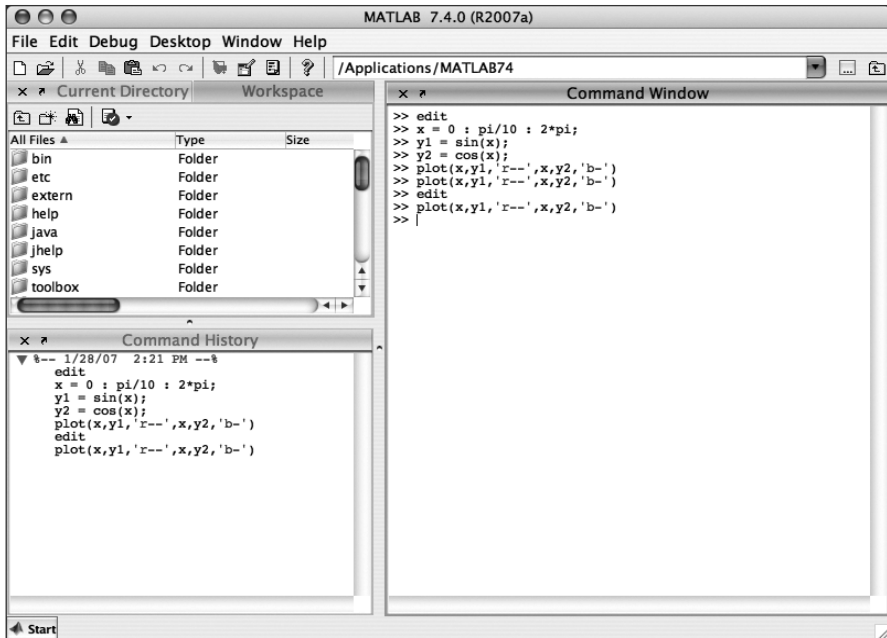 MATLAB 7.4.0 (R2007a)
File Edit Debug Desktop Window Help
/Applications/MATLAB74
Current Directory Workspace
All Files Type Size
bin Folder
etc Folder
extern Folder
help Folder
java Folder
jhelp Folder
sys Folder
toolbox Folder
Command History
%-- 1/28/07 2:21 PM --%
edit
x = 0 : pi/10 : 2*pi;
y1 = sin(x);
y2 = cos(x);
plot(x,y1,'r--',x,y2,'b-')
edit
plot(x,y1,'r--',x,y2,'b-')
Command Window
>> edit
>> x = 0 : pi/10 : 2*pi;
>> y1 = sin(x);
>> y2 = cos(x);
>> plot(x,y1,'r--',x,y2,'b-')
>> plot(x,y1,'r--',x,y2,'b-')
>> edit
>> plot(x,y1,'r--',x,y2,'b-')
>>
Start